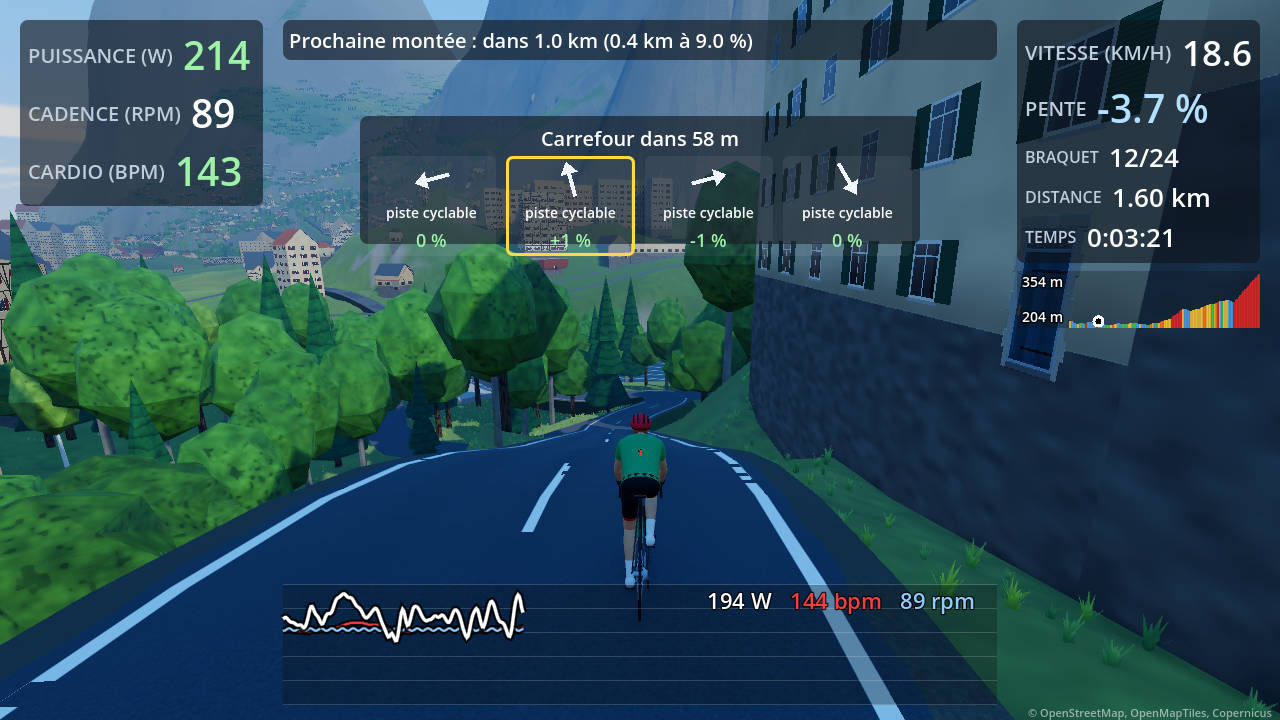 PUISSANCE (W) 214
CADENCE (RPM) 89
CARDIO (BPM) 143
Prochaine montée : dans 1.0 km (0.4 km à 9.0 %)
Carrefour dans 58 m
piste cyclable
0 %
piste cyclable
+1 %
piste cyclable
-1 %
piste cyclable
0 %
VITESSE (KM/H) 18.6
PENTE -3.7 %
BRAQUET 12/24
DISTANCE 1.60 km
TEMPS 0:03:21
354 m
204 m
194 W 144 bpm 89 rpm
© OpenStreetMap, OpenMapTiles, Copernicus